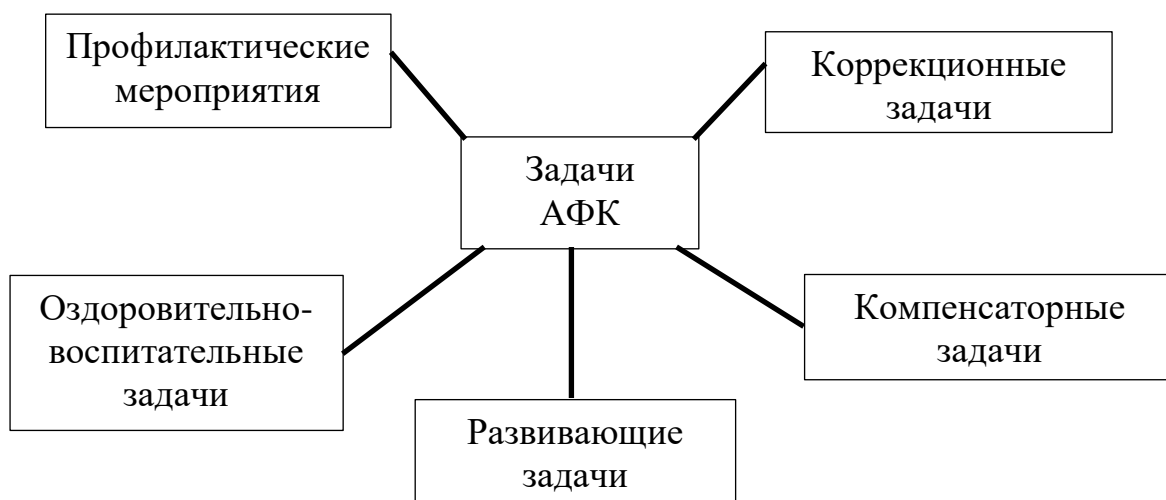 Профилактические
мероприятия
Коррекционные
задачи
Задачи
АФК
Оздоровительно-
воспитательные
задачи
Компенсаторные
задачи
Развивающие
задачи